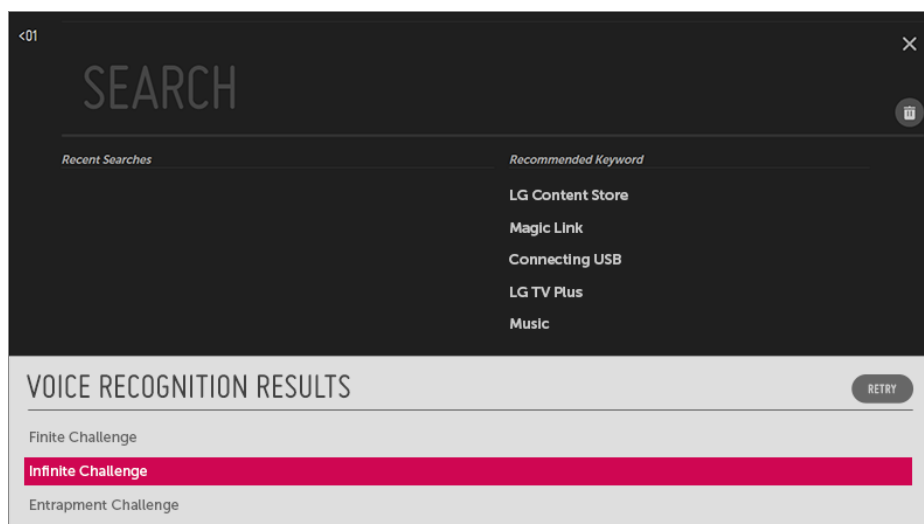 <01
SEARCH
Recent Searches
Recommended Keyword
LG Content Store
Magic Link
Connecting USB
LG TV Plus
Music
VOICE RECOGNITION RESULTS
RETRY
Finite Challenge
Infinite Challenge
Entrapment Challenge